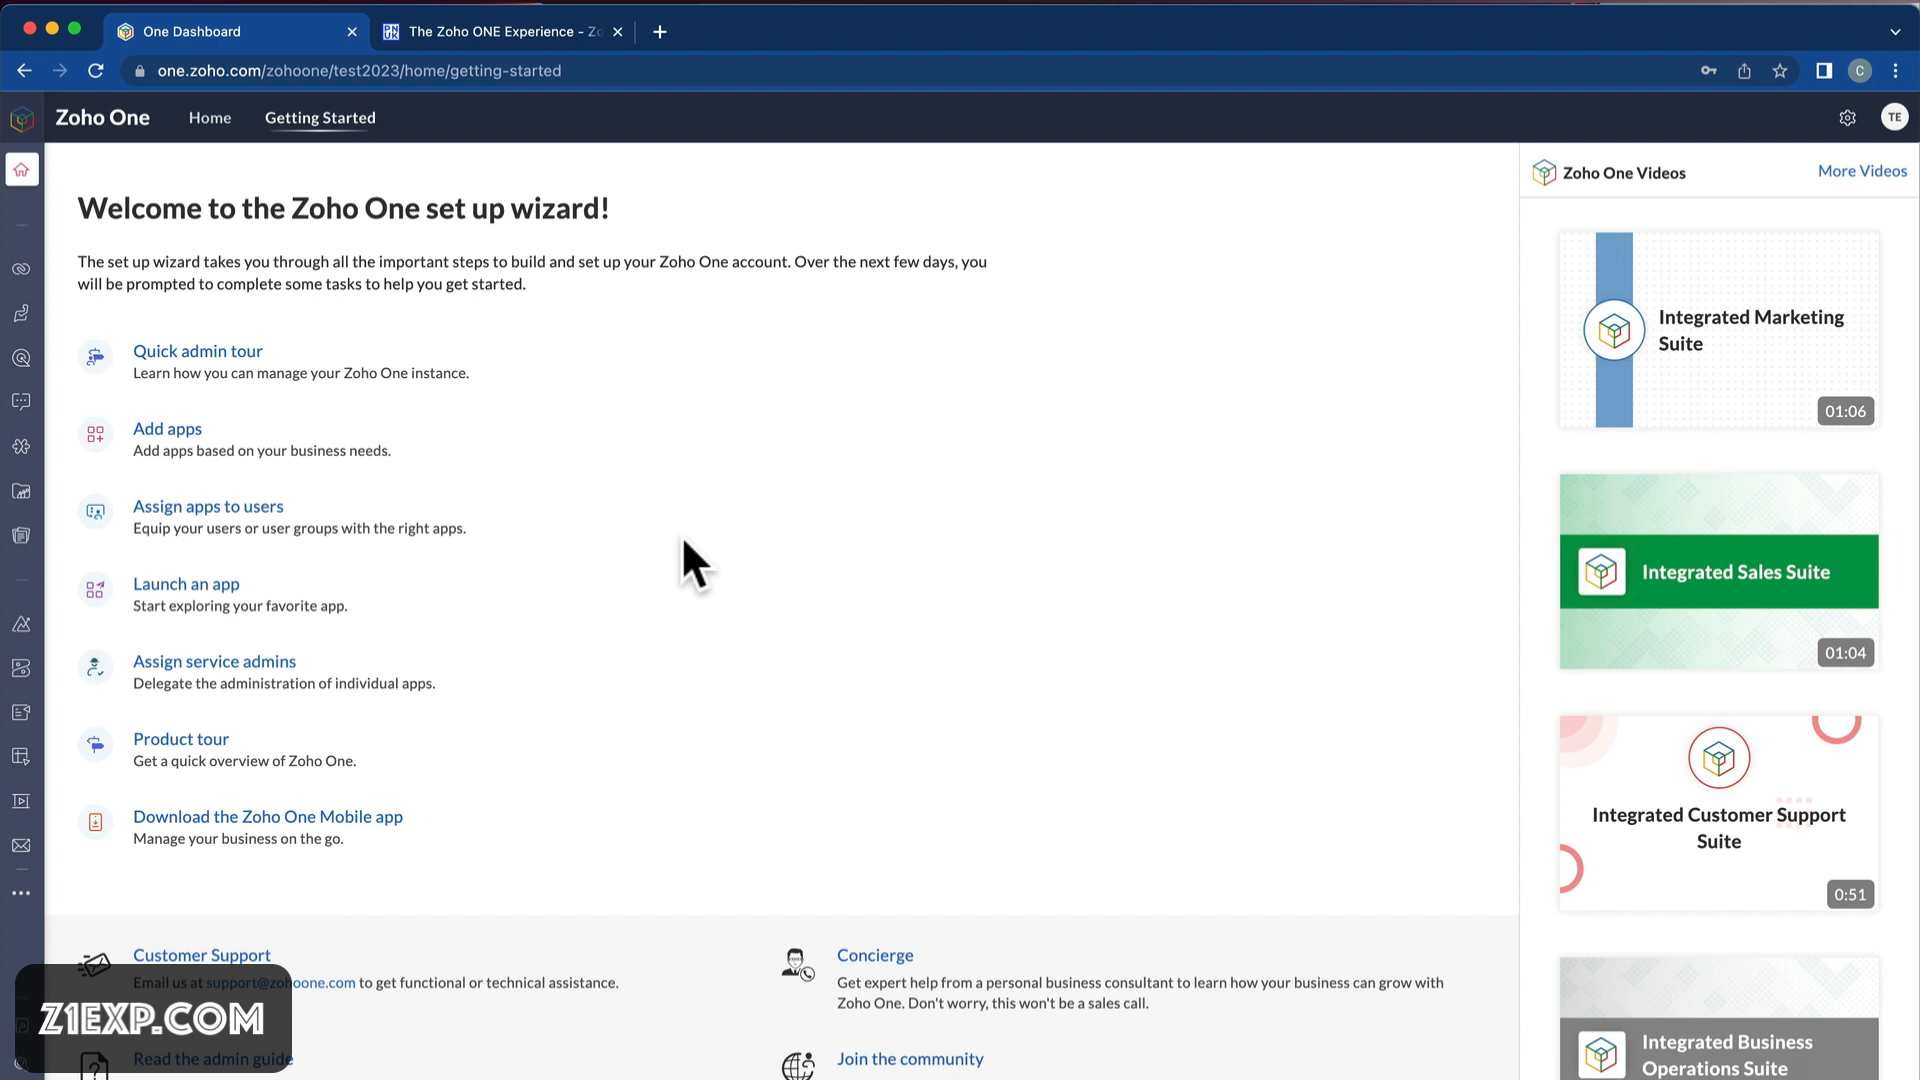 One Dashboard
The Zoho ONE Experience - Zo
one.zoho.com/zohoone/test2023/home/getting-started
C
Zoho One
Home
Getting Started
TE
Welcome to the Zoho One set up wizard!
The set up wizard takes you through all the important steps to build and set up your Zoho One account. Over the next few days, you
will be prompted to complete some tasks to help you get started.
Quick admin tour
Learn how you can manage your Zoho One instance.
Add apps
Add apps based on your business needs.
Assign apps to users
Equip your users or user groups with the right apps.
Launch an app
Start exploring your favorite app.
Assign service admins
Delegate the administration of individual apps.
Product tour
Get a quick overview of Zoho One.
Download the Zoho One Mobile app
Manage your business on the go.
Customer Support
Email us at support@zohoone.com to get functional or technical assistance.
Concierge
Get expert help from a personal business consultant to learn how your business can grow with
Zoho One. Don't worry, this won't be a sales call.
Read the admin guide
Join the community
Z1EXP.COM
Zoho One Videos
More Videos
Integrated Marketing
Suite
01:06
Integrated Sales Suite
01:04
Integrated Customer Support
Suite
0:51
Integrated Business
Operations Suite